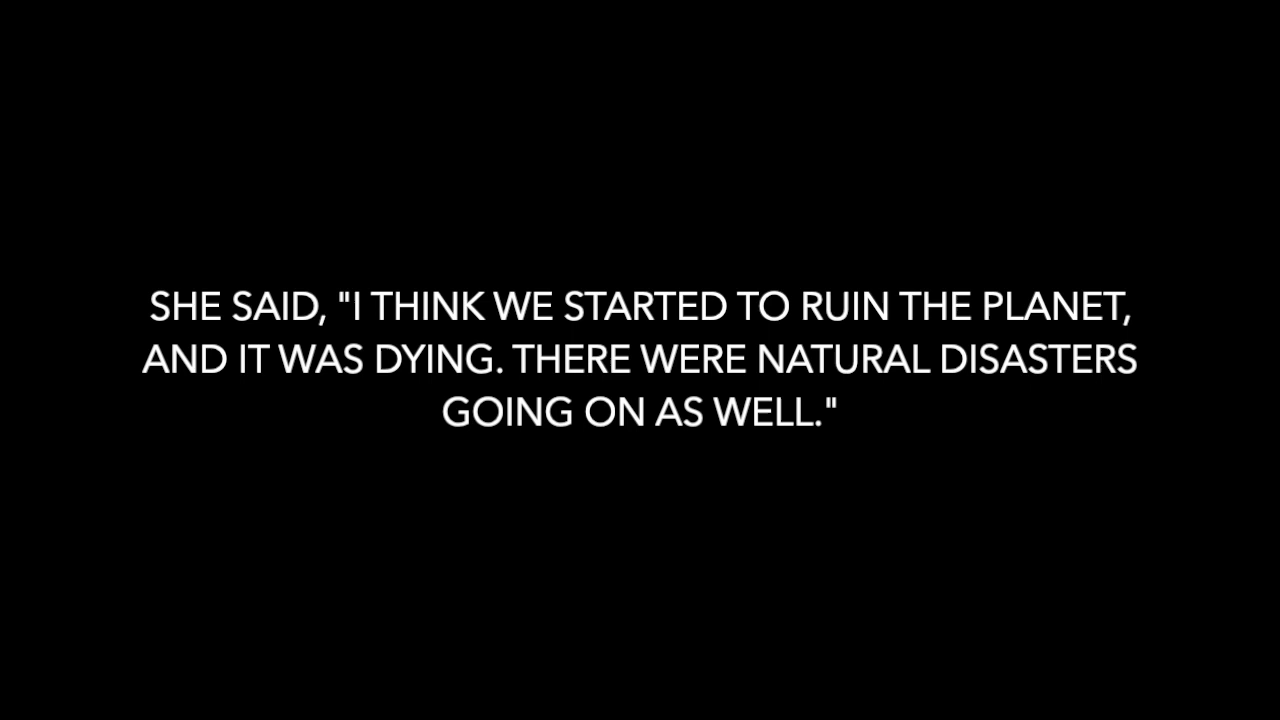 SHE SAID, "I THINK WE STARTED TO RUIN THE PLANET,
AND IT WAS DYING. THERE WERE NATURAL DISASTERS
GOING ON AS WELL."